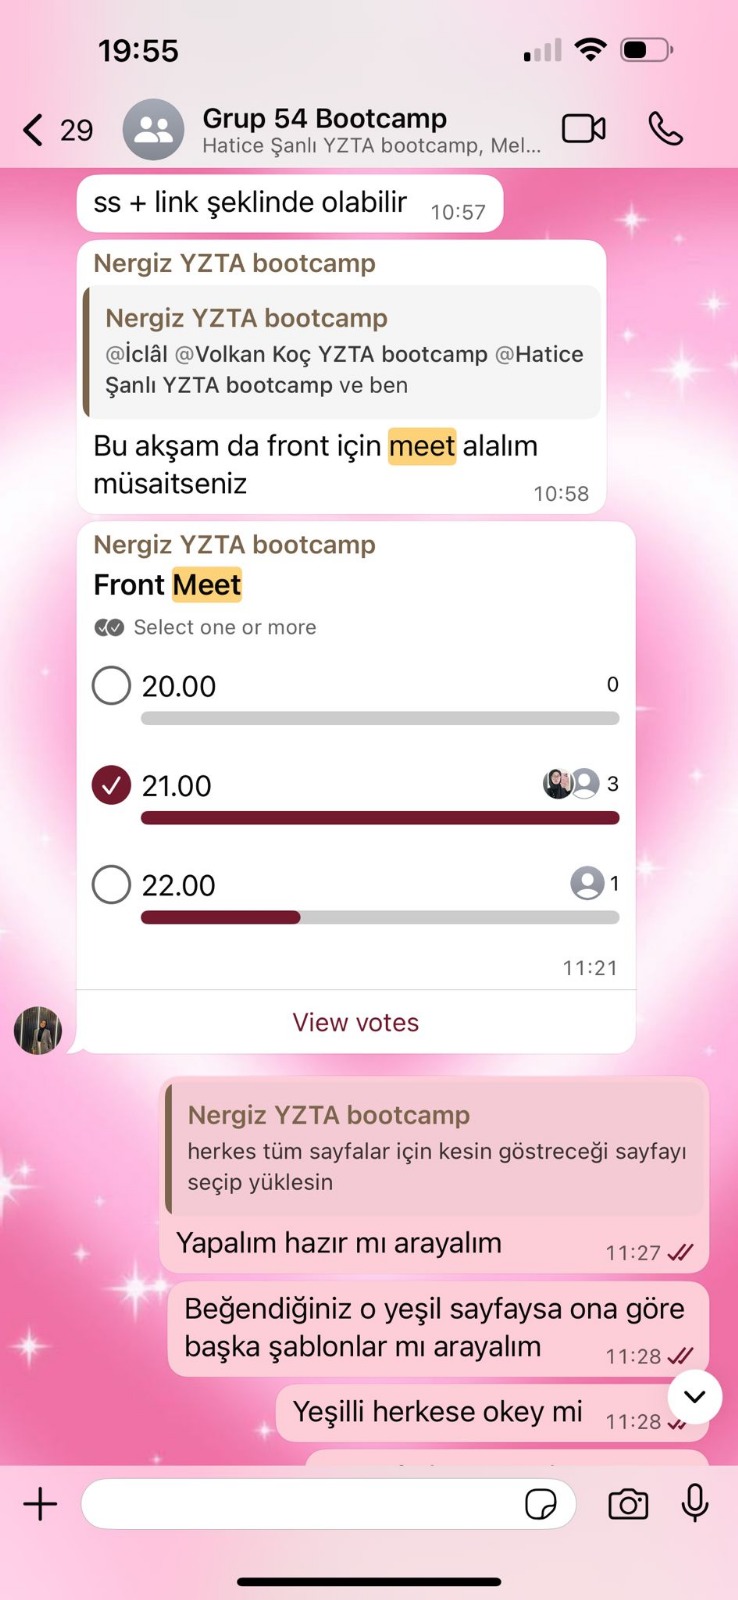 19:55
29
Grup 54 Bootcamp
Hatice Şanlı YZTA bootcamp, Mel...
ss + link şeklinde olabilir 10:57
Nergiz YZTA bootcamp
Nergiz YZTA bootcamp
@İclâl @Volkan Koç YZTA bootcamp @Hatice
Şanlı YZTA bootcamp ve ben
Bu akşam da front için meet alalım
müsaitseniz 10:58
Nergiz YZTA bootcamp
Front Meet
Select one or more
20.00 0
21.00 3
22.00 1
11:21
View votes
Nergiz YZTA bootcamp
herkes tüm sayfalar için kesin göstreceği sayfayı
seçip yüklesin
Yapalım hazır mı arayalım 11:27
Beğendiğiniz o yeşil sayfaysa ona göre
başka şablonlar mı arayalım 11:28
Yeşilli herkese okey mi 11:28